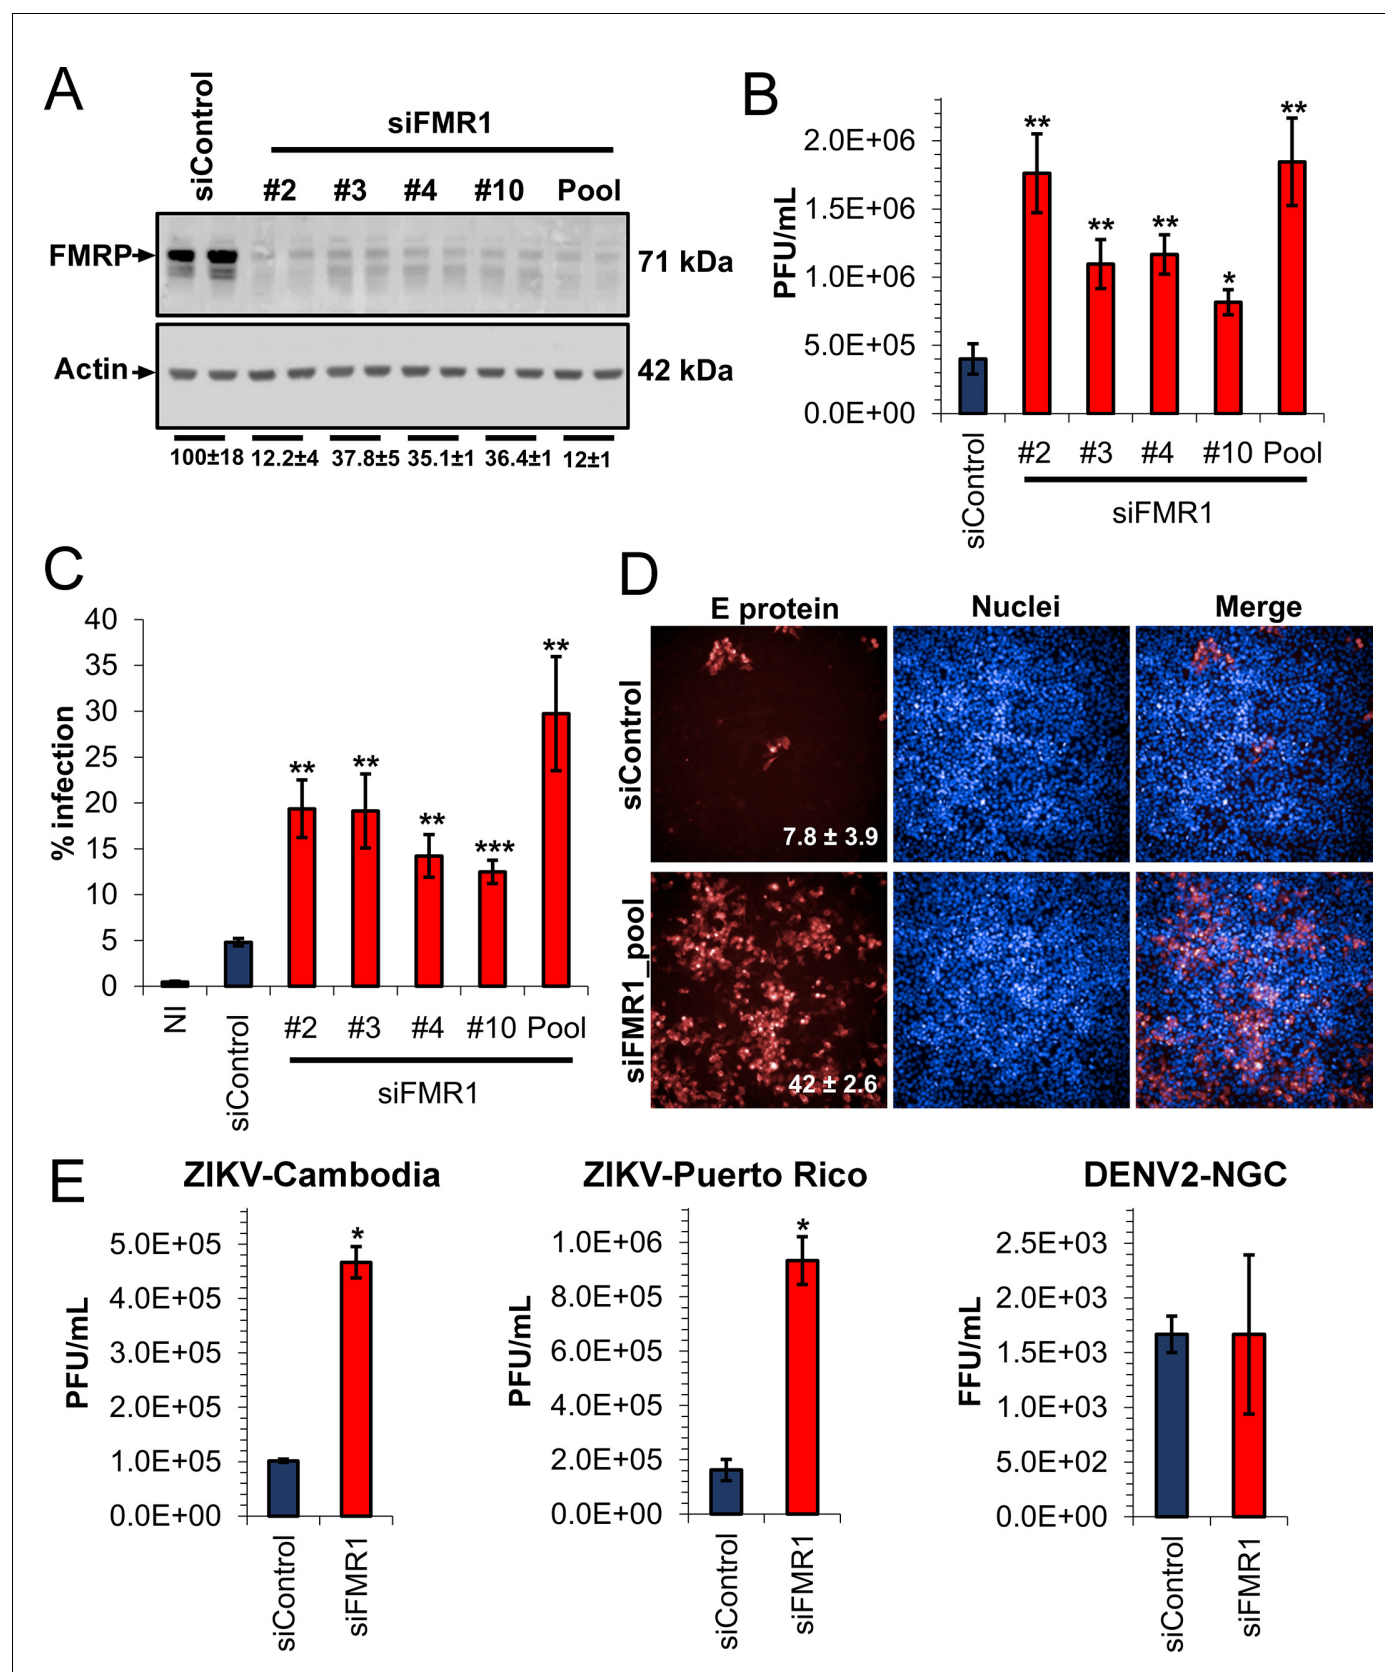 A
siControl
siFMR1
#2 #3 #4 #10 Pool
FMRP
71 kDa
Actin
42 kDa
100±18 12.2±4 37.8±5 35.1±1 36.4±1 12±1
B
PFU/mL
2.0E+06
1.5E+06
1.0E+06
5.0E+05
0.0E+00
** ** ** * **
siControl
#2 #3 #4 #10 Pool
siFMR1
C
% infection
40
35
30
25
20
15
10
5
0
** ** ** *** **
NI
siControl
#2 #3 #4 #10 Pool
siFMR1
D
E protein Nuclei Merge
siControl
7.8 ± 3.9
siFMR1_pool
42 ± 2.6
E
ZIKV-Cambodia
PFU/mL
5.0E+05
4.0E+05
3.0E+05
2.0E+05
1.0E+05
0.0E+00
*
siControl
siFMR1
ZIKV-Puerto Rico
PFU/mL
1.0E+06
8.0E+05
6.0E+05
4.0E+05
2.0E+05
0.0E+00
*
siControl
siFMR1
DENV2-NGC
FFU/mL
2.5E+03
2.0E+03
1.5E+03
1.0E+03
5.0E+02
0.0E+00
siControl
siFMR1